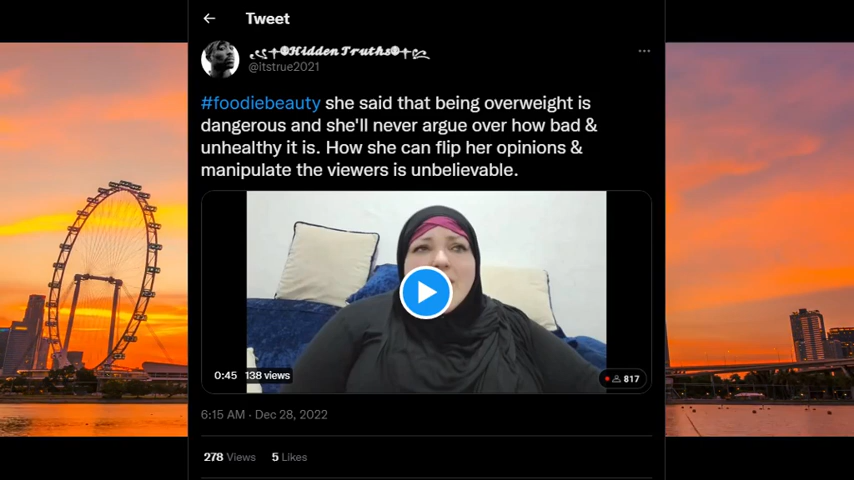 Tweet
Hidden Truths
@itstrue2021
#foodiebeauty she said that being overweight is
dangerous and she'll never argue over how bad &
unhealthy it is. How she can flip her opinions &
manipulate the viewers is unbelievable.
0:45 138 views
817
6:15 AM · Dec 28, 2022
278 Views 5 Likes